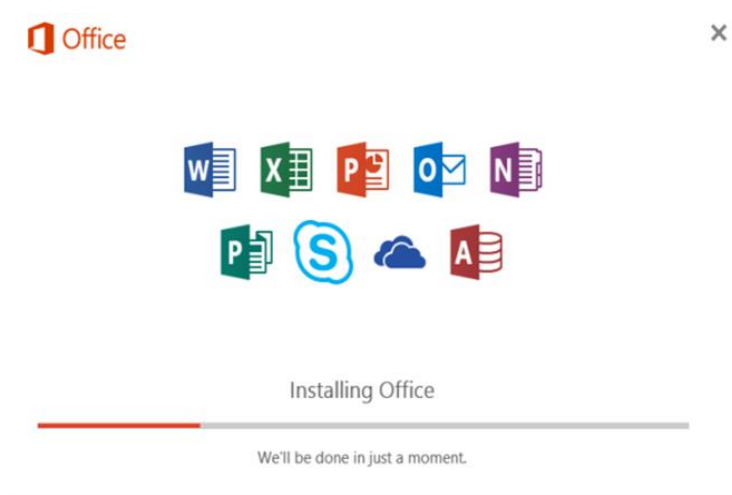 Office
W X P O N
P S A
Installing Office
We'll be done in just a moment.